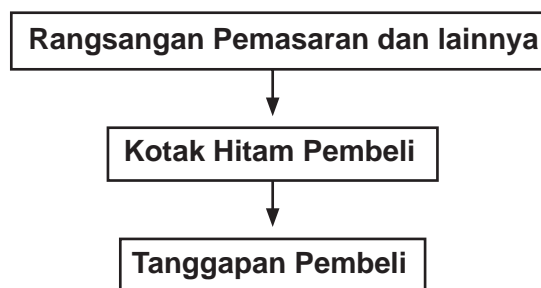 Rangsangan Pemasaran dan lainnya
Kotak Hitam Pembeli
Tanggapan Pembeli